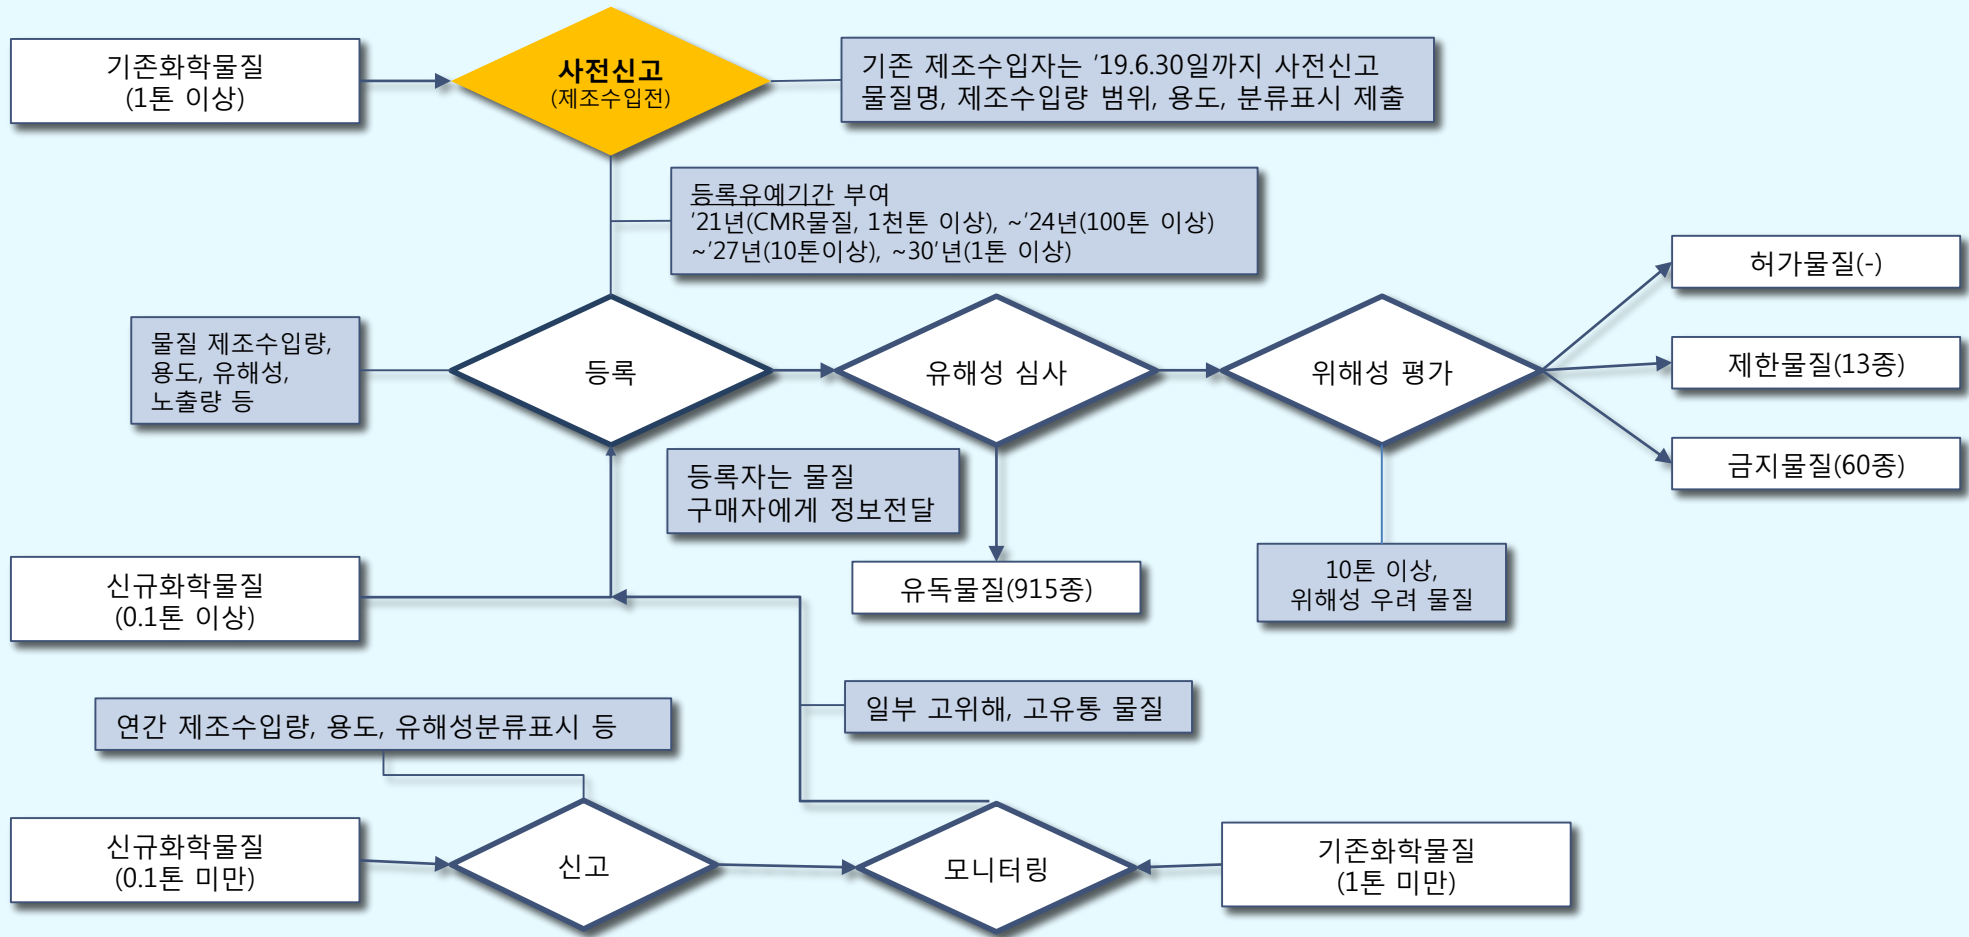 기존화학물질
(1톤 이상)
사전신고
(제조수입전)
기존 제조수입자는 '19.6.30일까지 사전신고
물질명, 제조수입량 범위, 용도, 분류표시 제출
등록유예기간 부여
'21년(CMR물질, 1천톤 이상), ~'24년(100톤 이상)
~'27년(10톤이상), ~30'년(1톤 이상)
물질 제조수입량,
용도, 유해성,
노출량 등
등록
유해성 심사
위해성 평가
허가물질(-)
제한물질(13종)
금지물질(60종)
등록자는 물질
구매자에게 정보전달
유독물질(915종)
10톤 이상,
위해성 우려 물질
신규화학물질
(0.1톤 이상)
일부 고위해, 고유통 물질
연간 제조수입량, 용도, 유해성분류표시 등
신규화학물질
(0.1톤 미만)
신고
모니터링
기존화학물질
(1톤 미만)